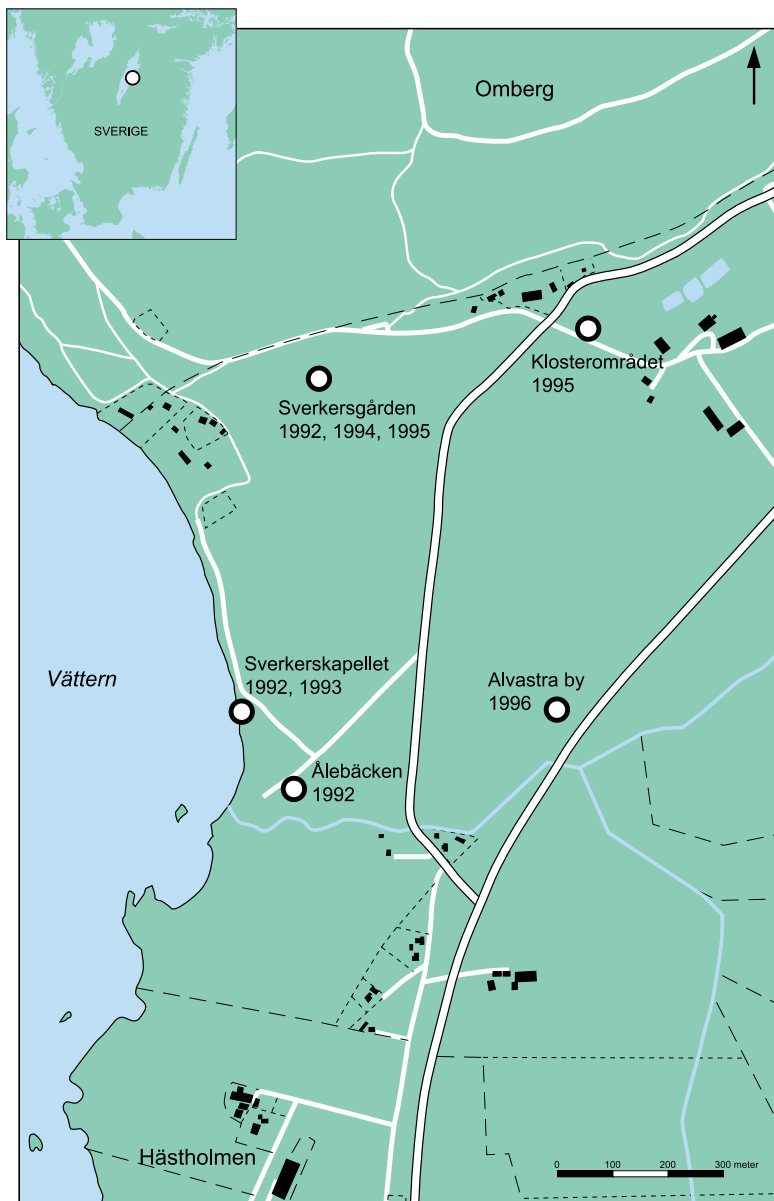 SVERIGE
Omberg
Klosterområdet
1995
Sverkersgården
1992, 1994, 1995
Vättern
Sverkerskapellet
1992, 1993
Alvastra by
1996
Ålebäcken
1992
Hästholmen
0 100 200 300 meter